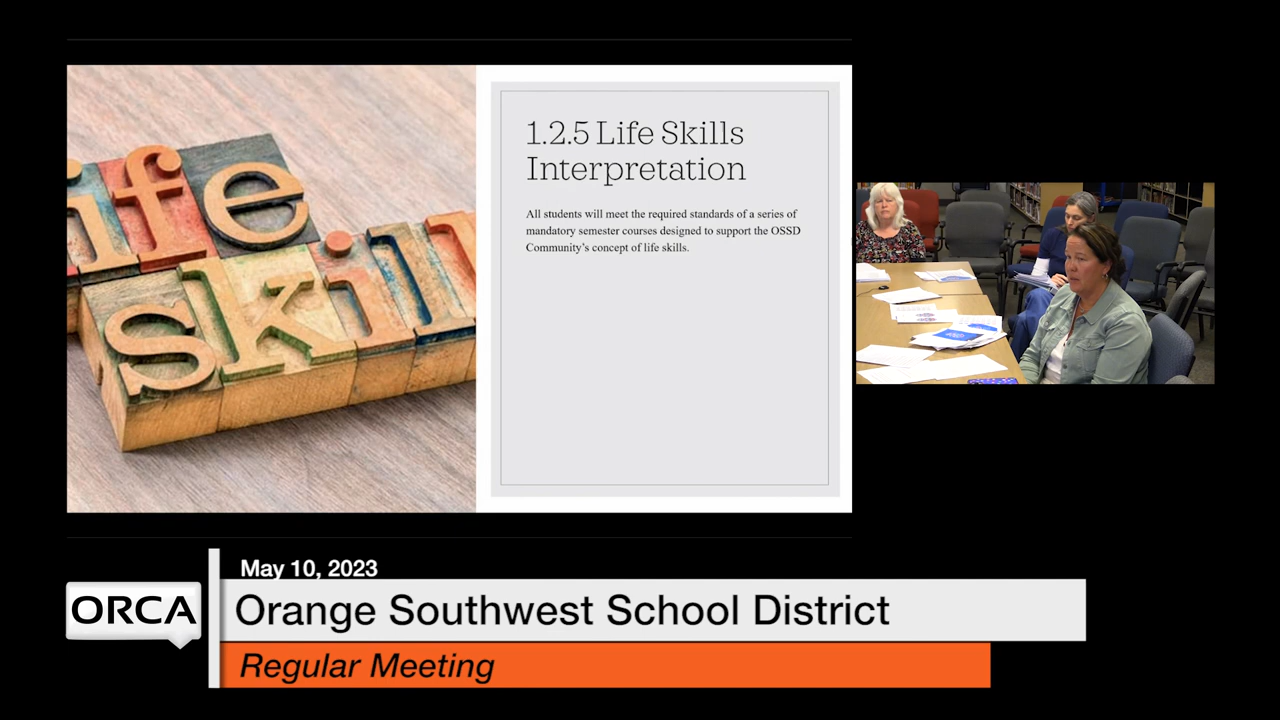 ife
skill
1.2.5 Life Skills
Interpretation
All students will meet the required standards of a series of
mandatory semester courses designed to support the OSSD
Community's concept of life skills.
May 10, 2023
ORCA
Orange Southwest School District
Regular Meeting